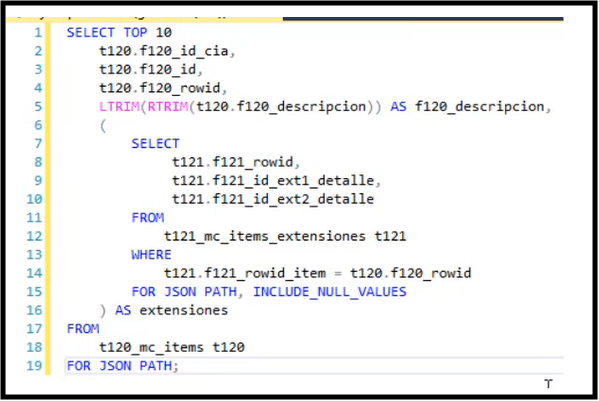 1 SELECT TOP 10
2 t120.f120_id_cia,
3 t120.f120_id,
4 t120.f120_rowid,
5 LTRIM(RTRIM(t120.f120_descripcion)) AS f120_descripcion,
6 (
7 SELECT
8 t121.f121_rowid,
9 t121.f121_id_ext1_detalle,
10 t121.f121_id_ext2_detalle
11 FROM
12 t121_mc_items_extensiones t121
13 WHERE
14 t121.f121_rowid_item = t120.f120_rowid
15 FOR JSON PATH, INCLUDE_NULL_VALUES
16 ) AS extensiones
17 FROM
18 t120_mc_items t120
19 FOR JSON PATH;